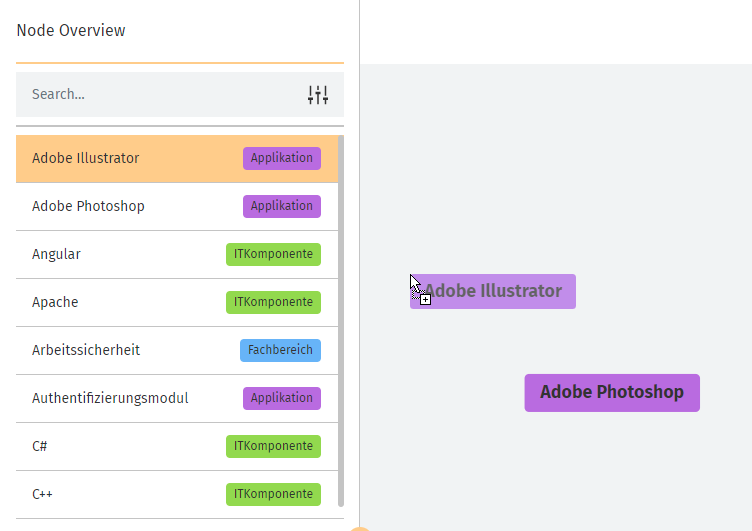 Node Overview
Search...
Adobe Illustrator Applikation
Adobe Photoshop Applikation
Angular ITKomponente
Apache ITKomponente
Arbeitssicherheit Fachbereich
Authentifizierungsmodul Applikation
C# ITKomponente
C++ ITKomponente
Adobe Illustrator
Adobe Photoshop